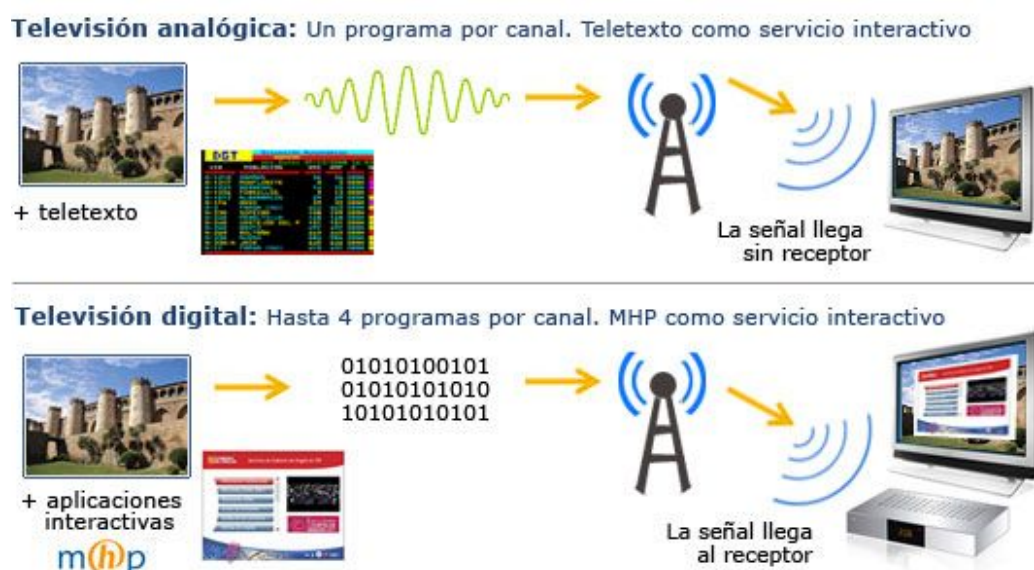 Televisión analógica: Un programa por canal. Teletexto como servicio interactivo
DGT
+ teletexto
La señal llega
sin receptor
Televisión digital: Hasta 4 programas por canal. MHP como servicio interactivo
01010100101
01010101010
10101010101
+ aplicaciones
interactivas
mhp
La señal llega
al receptor